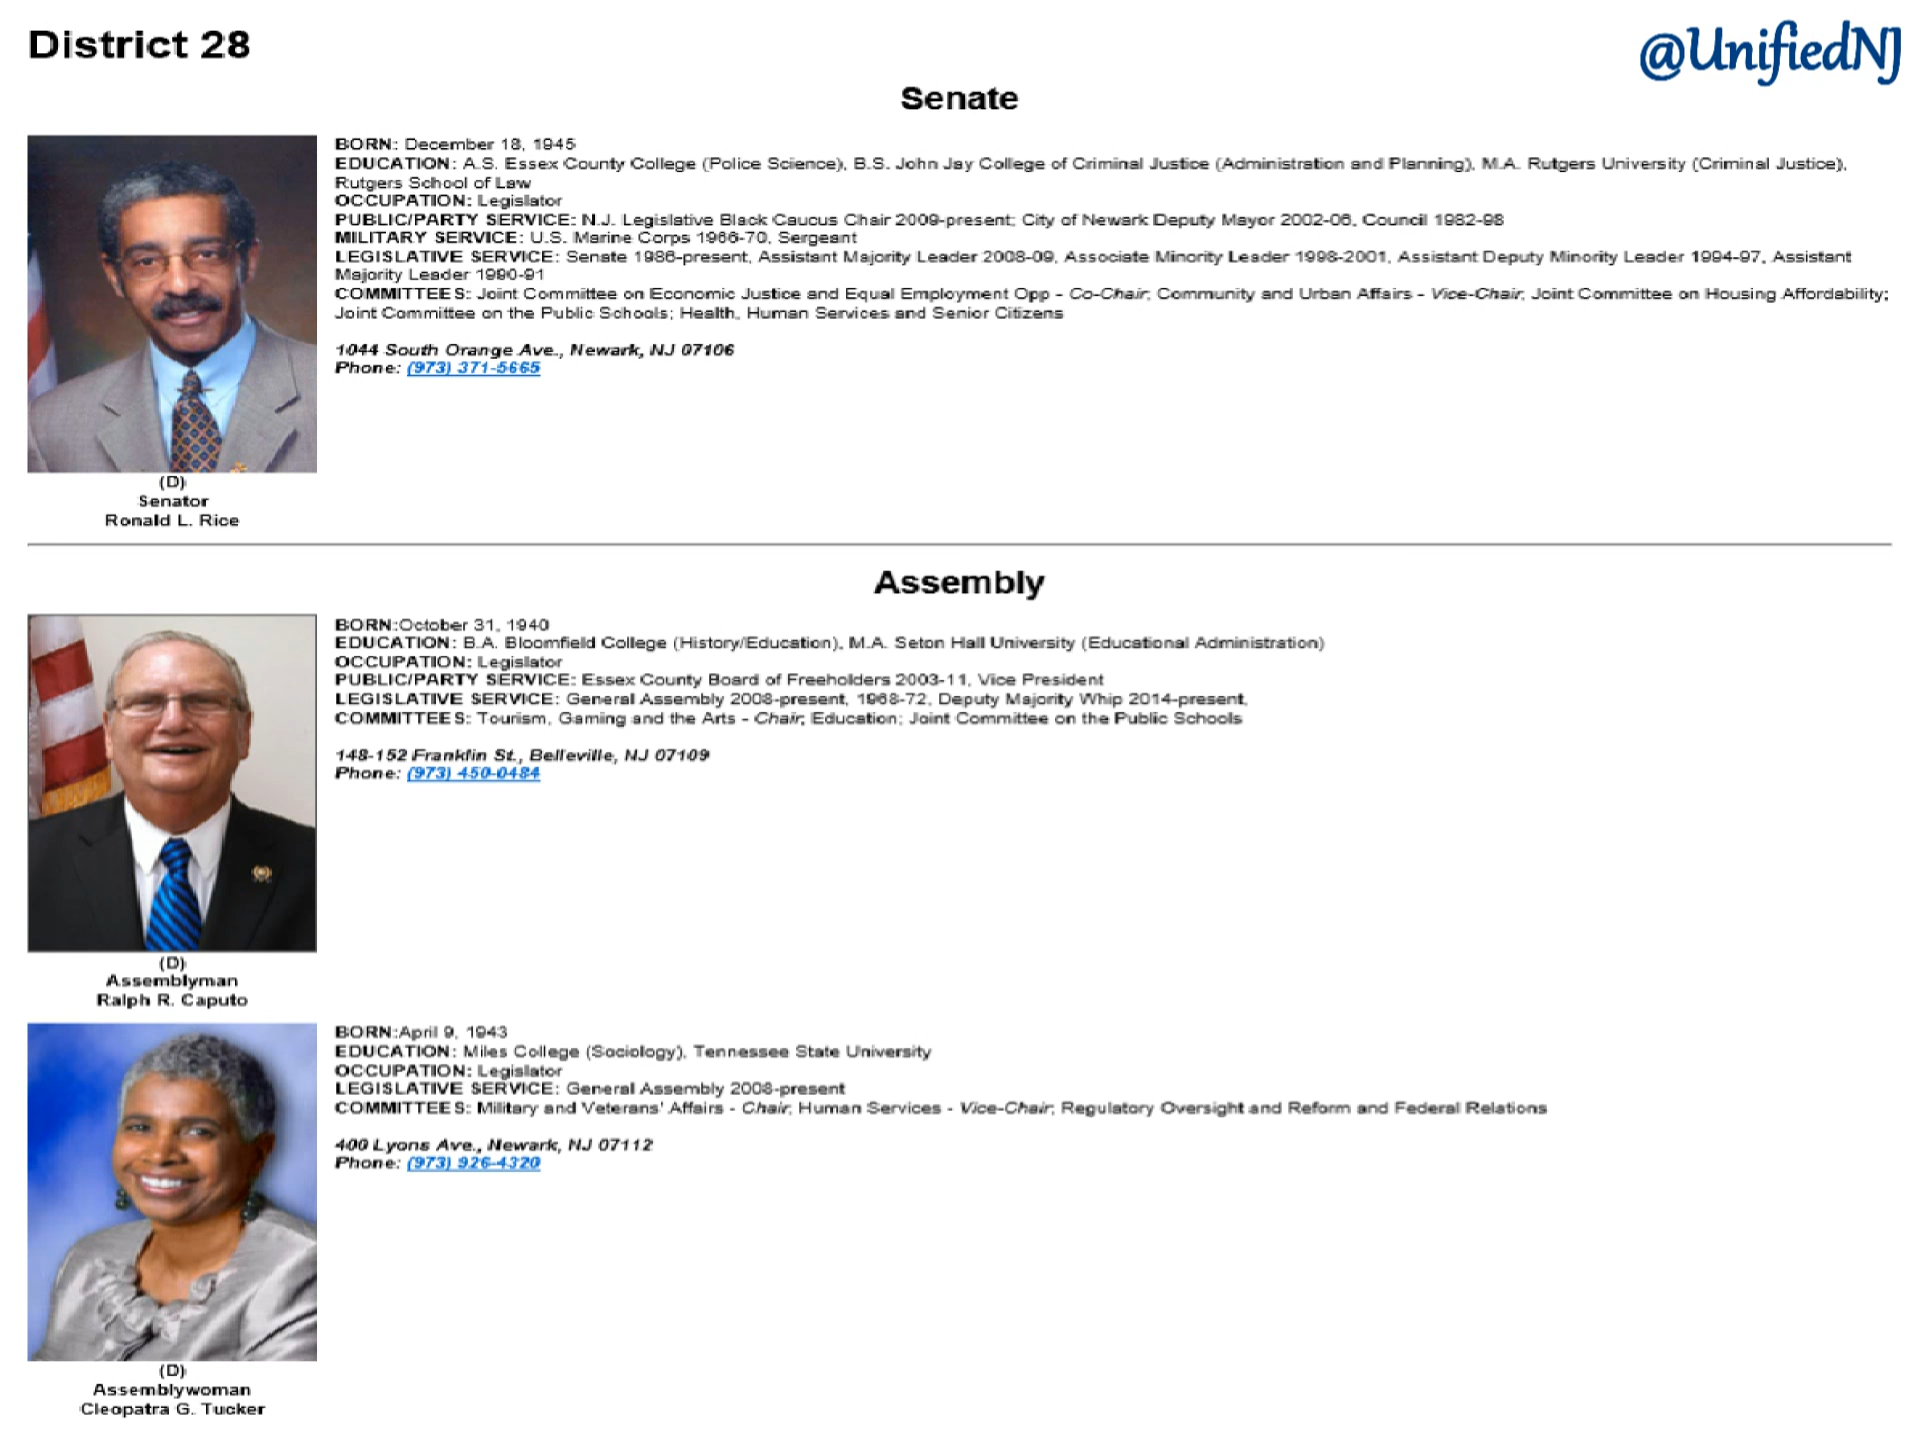 District 28
@UnifiedNJ
Senate
BORN: December 18, 1945
EDUCATION: A.S. Essex County College (Police Science), B.S. John Jay College of Criminal Justice (Administration and Planning), M.A. Rutgers University (Criminal Justice),
Rutgers School of Law
OCCUPATION: Legislator
PUBLIC/PARTY SERVICE: N.J. Legislative Black Caucus Chair 2009-present; City of Newark Deputy Mayor 2002-06, Council 1982-98
MILITARY SERVICE: U.S. Marine Corps 1966-70, Sergeant
LEGISLATIVE SERVICE: Senate 1986-present, Assistant Majority Leader 2008-09, Associate Minority Leader 1998-2001, Assistant Deputy Minority Leader 1994-97, Assistant
Majority Leader 1990-91
COMMITTEES: Joint Committee on Economic Justice and Equal Employment Opp - Co-Chair; Community and Urban Affairs - Vice-Chair; Joint Committee on Housing Affordability;
Joint Committee on the Public Schools; Health, Human Services and Senior Citizens
1044 South Orange Ave., Newark, NJ 07106
Phone: (973) 371-5665
(D)
Senator
Ronald L. Rice
Assembly
BORN:October 31, 1940
EDUCATION: B.A. Bloomfield College (History/Education), M.A. Seton Hall University (Educational Administration)
OCCUPATION: Legislator
PUBLIC/PARTY SERVICE: Essex County Board of Freeholders 2003-11, Vice President
LEGISLATIVE SERVICE: General Assembly 2008-present, 1968-72, Deputy Majority Whip 2014-present,
COMMITTEES: Tourism, Gaming and the Arts - Chair; Education; Joint Committee on the Public Schools
148-152 Franklin St., Belleville, NJ 07109
Phone: (973) 450-0484
(D)
Assemblyman
Ralph R. Caputo
BORN:April 9, 1943
EDUCATION: Miles College (Sociology), Tennessee State University
OCCUPATION: Legislator
LEGISLATIVE SERVICE: General Assembly 2008-present
COMMITTEES: Military and Veterans' Affairs - Chair; Human Services - Vice-Chair; Regulatory Oversight and Reform and Federal Relations
400 Lyons Ave., Newark, NJ 07112
Phone: (973) 926-4320
(D)
Assemblywoman
Cleopatra G. Tucker